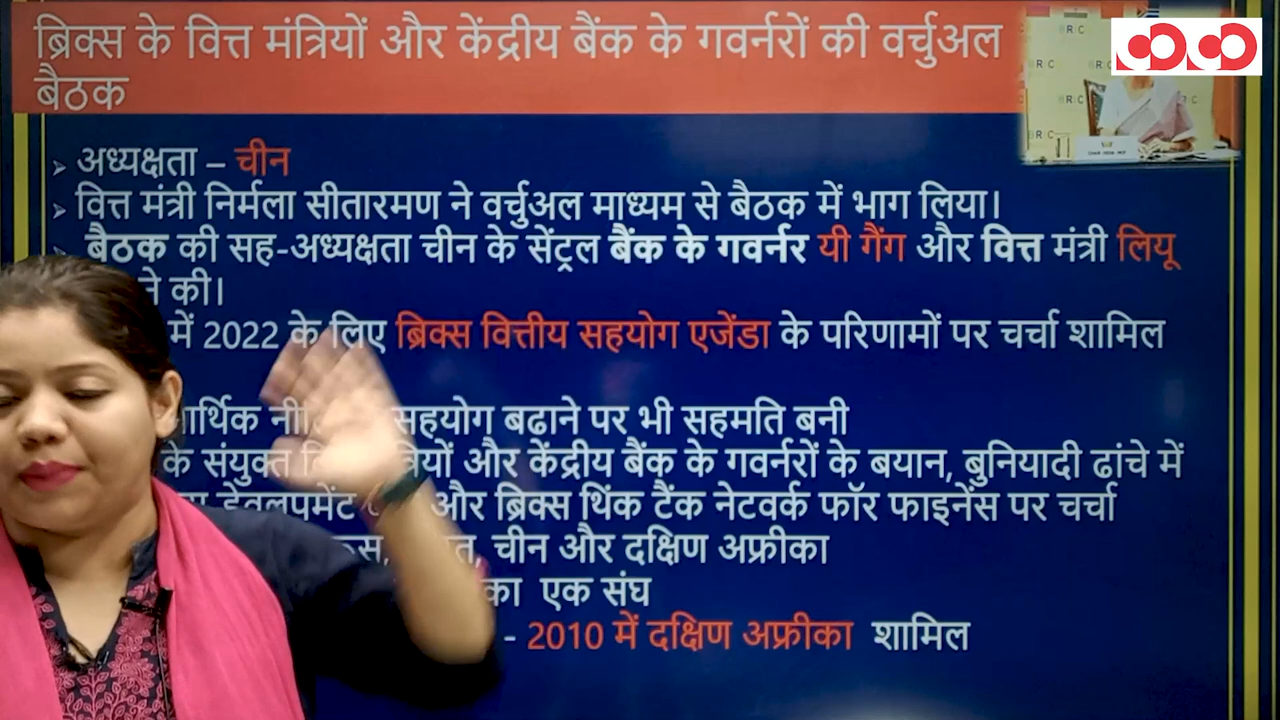 ब्रिक्स के वित्त मंत्रियों और केंद्रीय बैंक के गवर्नरों की वर्चुअल
बैठक
अध्यक्षता – चीन
वित्त मंत्री निर्मला सीतारमण ने वर्चुअल माध्यम से बैठक में भाग लिया।
बैठक की सह-अध्यक्षता चीन के सेंट्रल बैंक के गवर्नर यी गैंग और वित्त मंत्री लियू
ने की।
में 2022 के लिए ब्रिक्स वित्तीय सहयोग एजेंडा के परिणामों पर चर्चा शामिल
सहयोग बढाने पर भी सहमति बनी
के संयुक्त और केंद्रीय बैंक के गवर्नरों के बयान, बुनियादी ढांचे में
डेवलपमेंट और ब्रिक्स थिंक टैंक नेटवर्क फॉर फाइनेंस पर चर्चा
चीन और दक्षिण अफ्रीका
का एक संघ
- 2010 में दक्षिण अफ्रीका शामिल